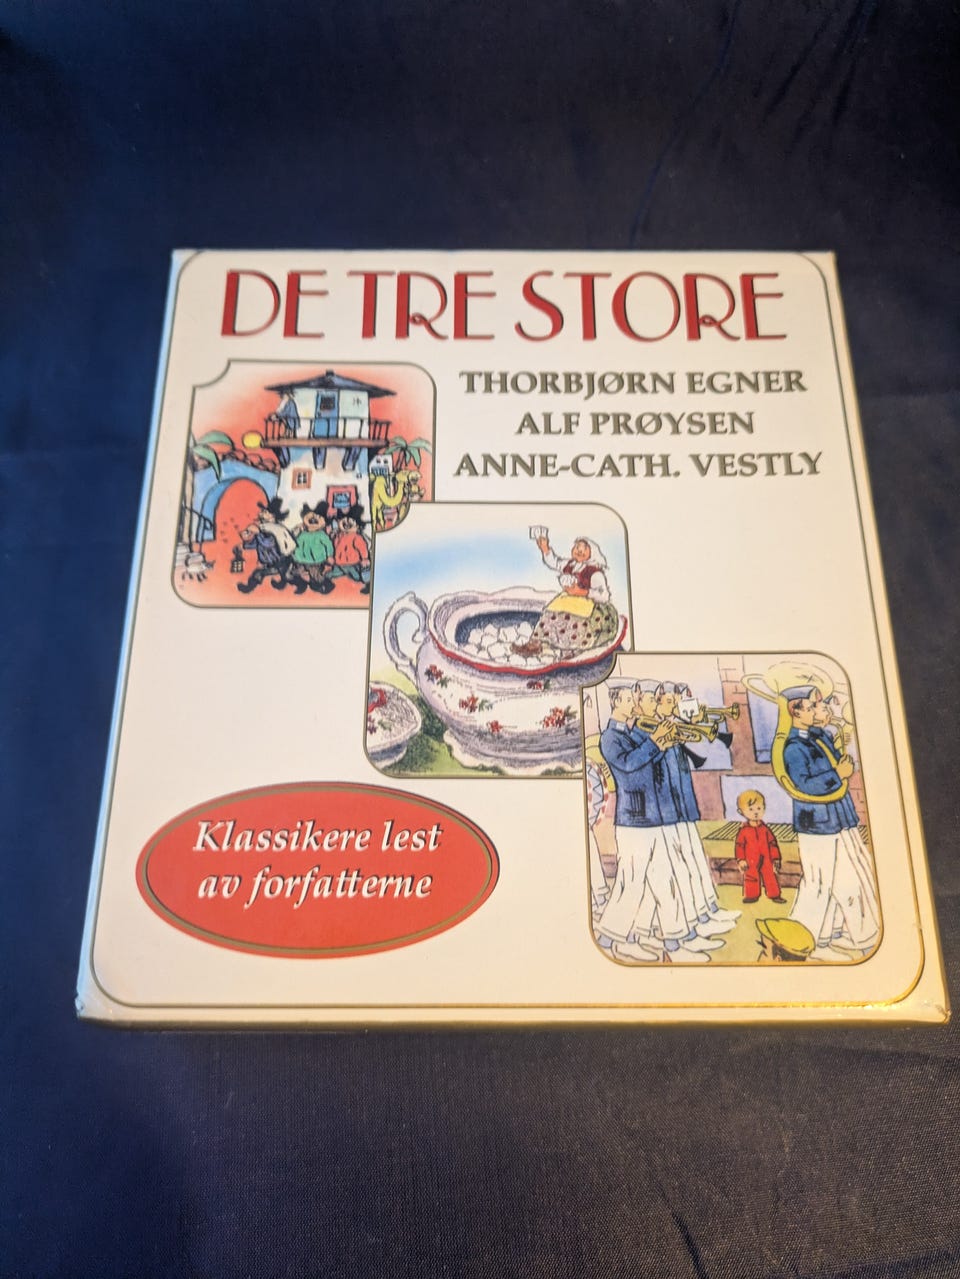 DE TRE STORE
THORBJØRN EGNER
ALF PRØYSEN
ANNE-CATH. VESTLY
Klassikere lest
av forfatterne